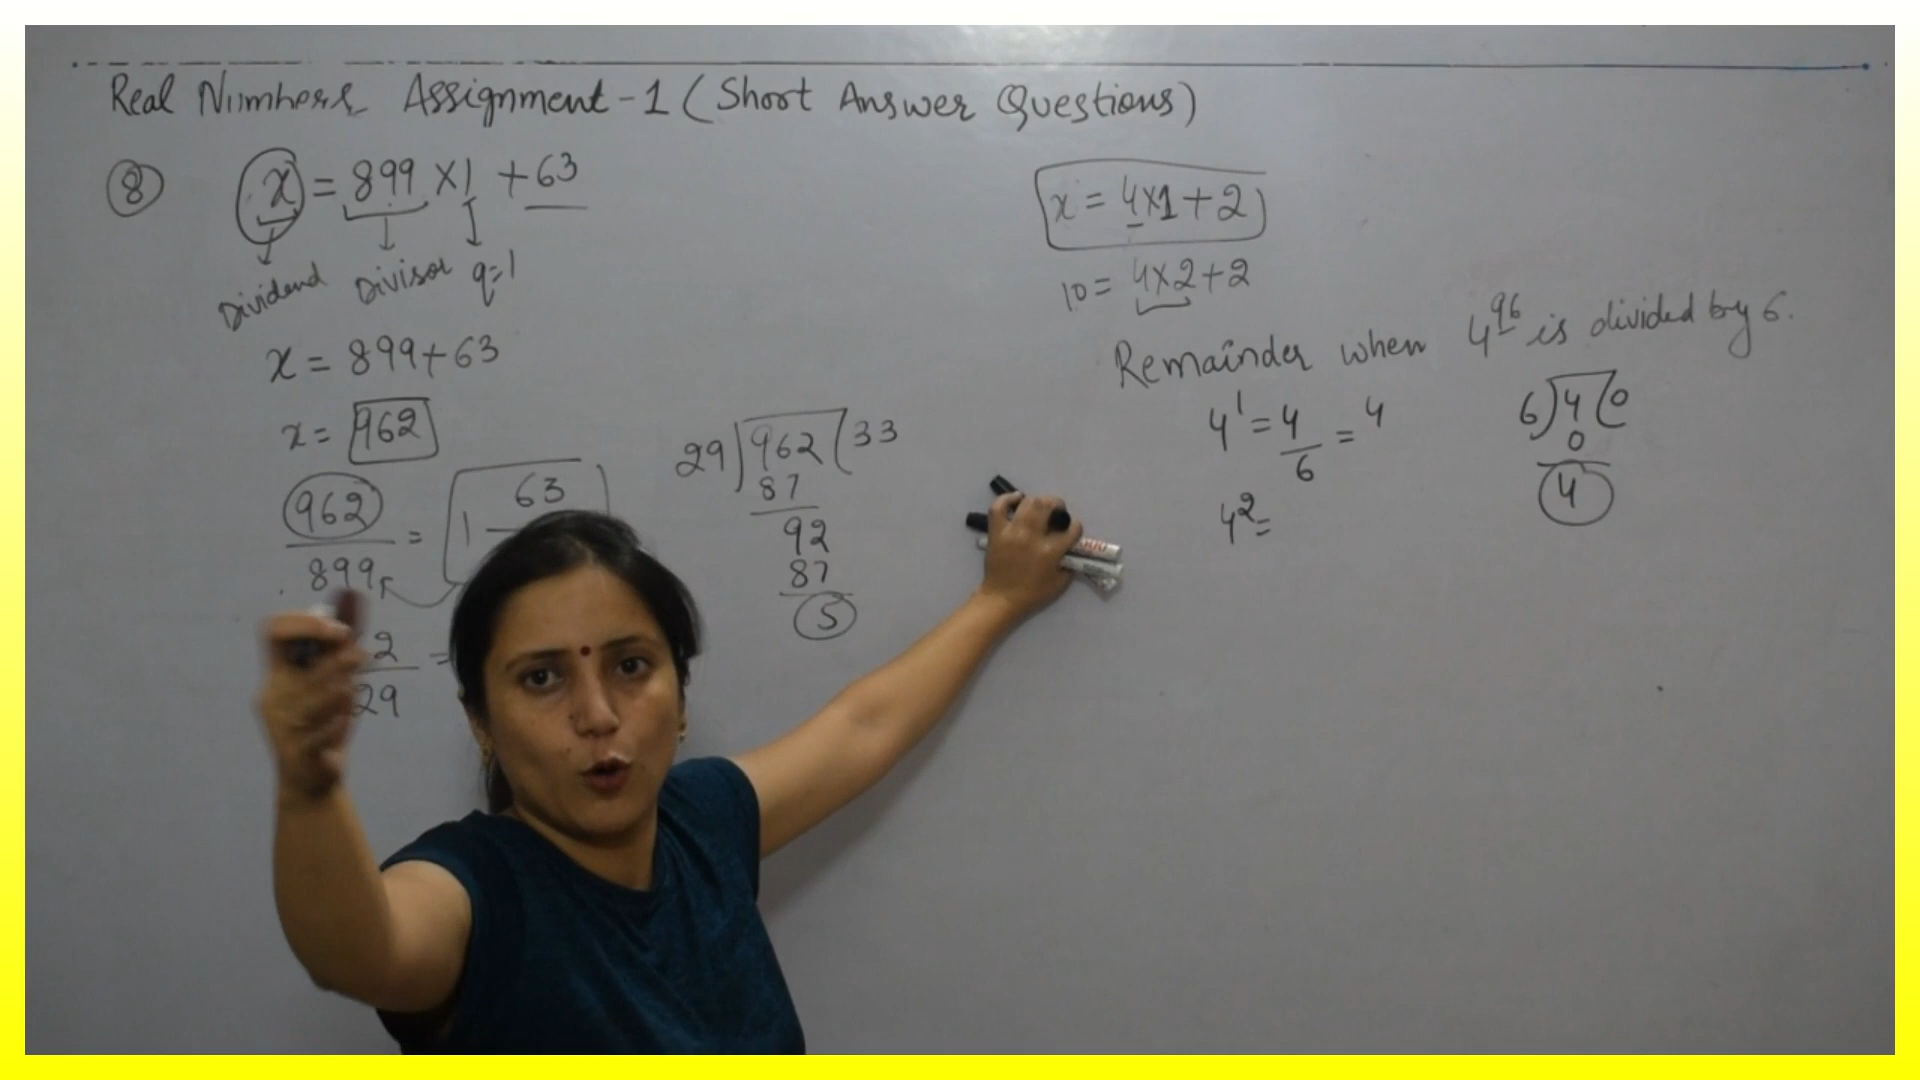 Real Numbers Assignment-1 (Short Answer Questions)
8 x = 899 × 1 + 63
Dividend Divisor q=1
x = 899+63
x = 962
962 = 1 63
899
2 =
29
29)962(33
87
92
87
5
x = 4×1+2
10 = 4×2+2
Remainder when 4^96 is divided by 6.
4^1 = 4/6 = 4
6)4(0
0
4
4^2 =